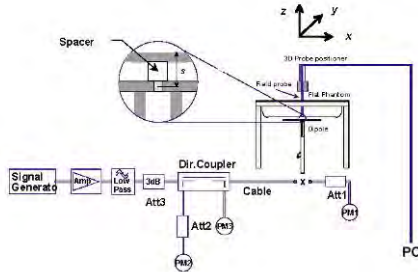 z
y
x
Spacer
s
3D Probe positioner
Field probe
Flat Phantom
Dipole
Dir.Coupler
Signal
Generato
Amp
Low
Pass
3dB
Att3
Cable
x
Att1
Att2
PM3
PM1
PM2
PC